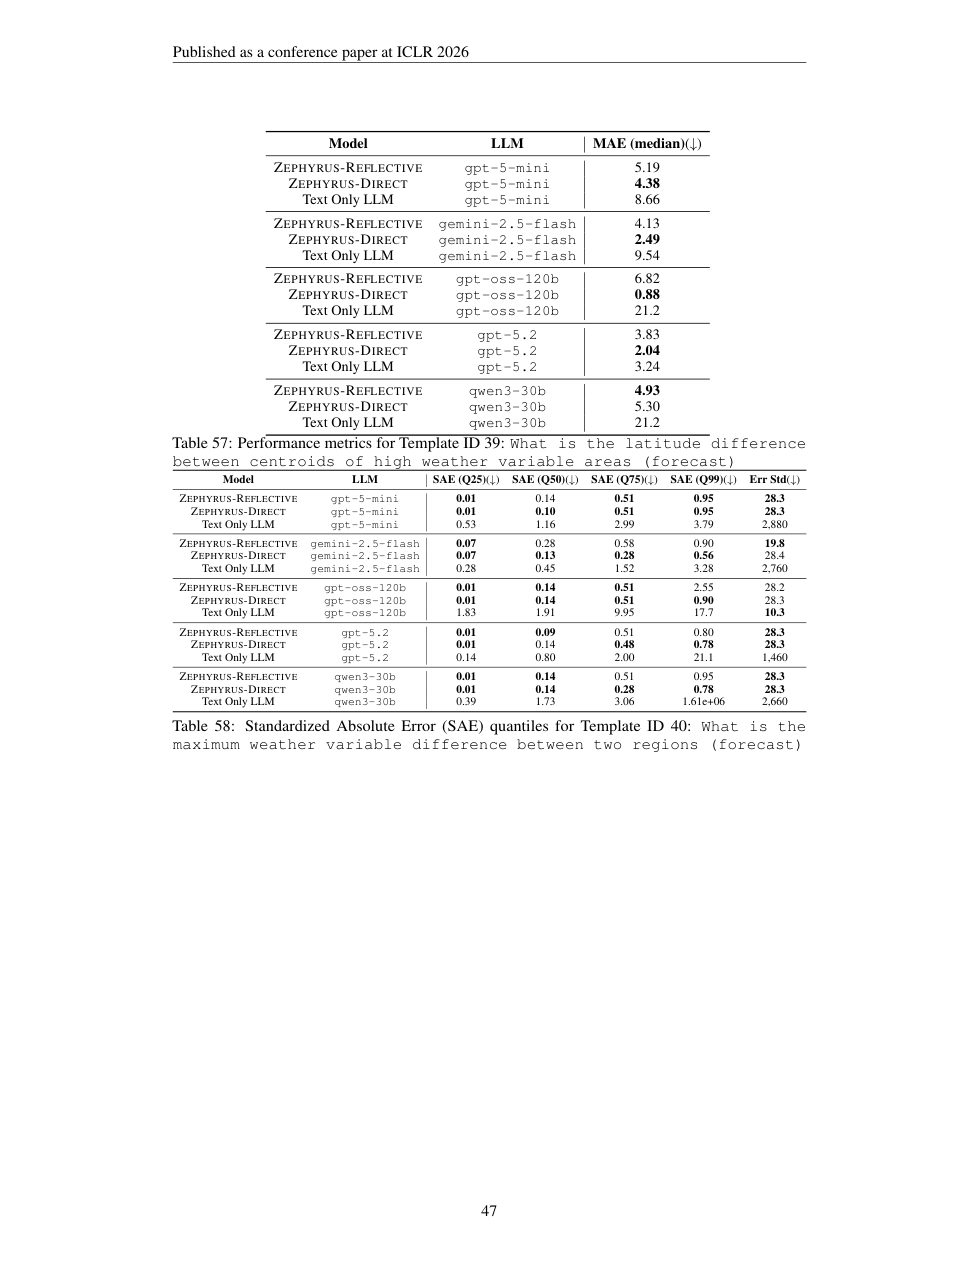 Published as a conference paper at ICLR 2026
Model LLM MAE (median)(↓)
ZEPHYRUS-REFLECTIVE gpt-5-mini 5.19
ZEPHYRUS-DIRECT gpt-5-mini 4.38
Text Only LLM gpt-5-mini 8.66
ZEPHYRUS-REFLECTIVE gemini-2.5-flash 4.13
ZEPHYRUS-DIRECT gemini-2.5-flash 2.49
Text Only LLM gemini-2.5-flash 9.54
ZEPHYRUS-REFLECTIVE gpt-oss-120b 6.82
ZEPHYRUS-DIRECT gpt-oss-120b 0.88
Text Only LLM gpt-oss-120b 21.2
ZEPHYRUS-REFLECTIVE gpt-5.2 3.83
ZEPHYRUS-DIRECT gpt-5.2 2.04
Text Only LLM gpt-5.2 3.24
ZEPHYRUS-REFLECTIVE qwen3-30b 4.93
ZEPHYRUS-DIRECT qwen3-30b 5.30
Text Only LLM qwen3-30b 21.2
Table 57: Performance metrics for Template ID 39: What is the latitude difference
between centroids of high weather variable areas (forecast)
Model LLM SAE (Q25)(↓) SAE (Q50)(↓) SAE (Q75)(↓) SAE (Q99)(↓) Err Std(↓)
ZEPHYRUS-REFLECTIVE gpt-5-mini 0.01 0.14 0.51 0.95 28.3
ZEPHYRUS-DIRECT gpt-5-mini 0.01 0.10 0.51 0.95 28.3
Text Only LLM gpt-5-mini 0.53 1.16 2.99 3.79 2,880
ZEPHYRUS-REFLECTIVE gemini-2.5-flash 0.07 0.28 0.58 0.90 19.8
ZEPHYRUS-DIRECT gemini-2.5-flash 0.07 0.13 0.28 0.56 28.4
Text Only LLM gemini-2.5-flash 0.28 0.45 1.52 3.28 2,760
ZEPHYRUS-REFLECTIVE gpt-oss-120b 0.01 0.14 0.51 2.55 28.2
ZEPHYRUS-DIRECT gpt-oss-120b 0.01 0.14 0.51 0.90 28.3
Text Only LLM gpt-oss-120b 1.83 1.91 9.95 17.7 10.3
ZEPHYRUS-REFLECTIVE gpt-5.2 0.01 0.09 0.51 0.80 28.3
ZEPHYRUS-DIRECT gpt-5.2 0.01 0.14 0.48 0.78 28.3
Text Only LLM gpt-5.2 0.14 0.80 2.00 21.1 1,460
ZEPHYRUS-REFLECTIVE qwen3-30b 0.01 0.14 0.51 0.95 28.3
ZEPHYRUS-DIRECT qwen3-30b 0.01 0.14 0.28 0.78 28.3
Text Only LLM qwen3-30b 0.39 1.73 3.06 1.61e+06 2,660
Table 58: Standardized Absolute Error (SAE) quantiles for Template ID 40: What is the
maximum weather variable difference between two regions (forecast)
47